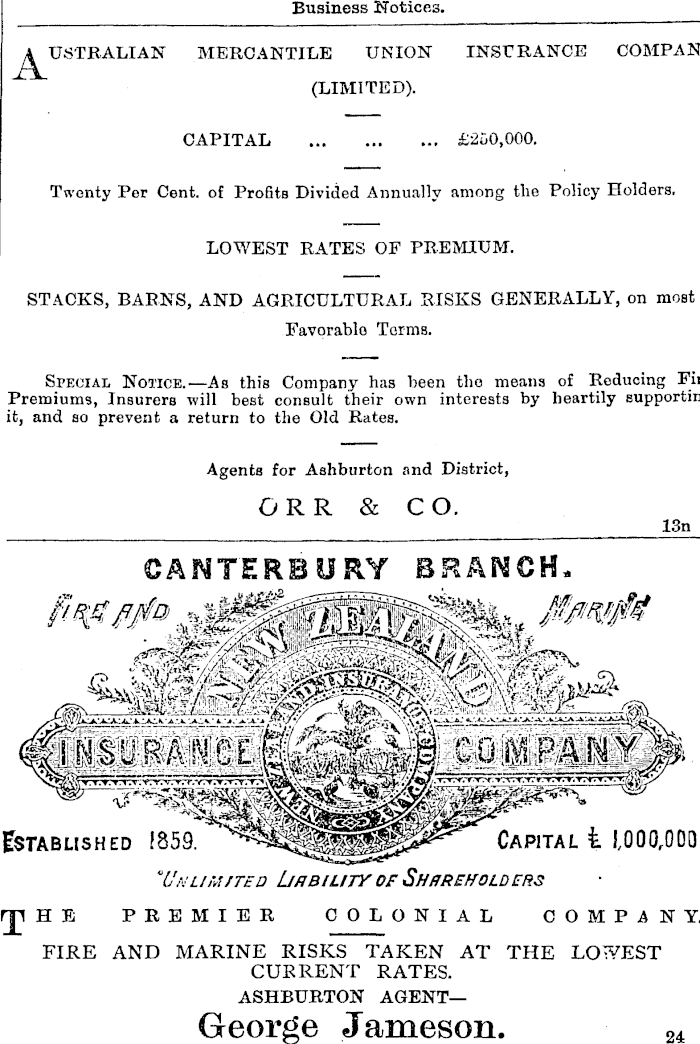 Business Notices.
AUSTRALIAN MERCANTILE UNION INSURANCE COMPAN
(LIMITED).
CAPITAL ... ... ... £250,000.
Twenty Per Cent. of Profits Divided Annually among the Policy Holders.
LOWEST RATES OF PREMIUM.
STACKS, BARNS, AND AGRICULTURAL RISKS GENERALLY, on most
Favorable Terms.
SPECIAL NOTICE.—As this Company has been the means of Reducing Fir
Premiums, Insurers will best consult their own interests by heartily supportin
it, and so prevent a return to the Old Rates.
Agents for Ashburton and District,
ORR & CO.
13n
CANTERBURY BRANCH.
FIRE AND MARINE
NEW ZEALAND
INSURANCE COMPANY
NEW ZEALAND INSURANCE COMPANY
ESTABLISHED 1859. CAPITAL £ 1,000,000
UNLIMITED LIABILITY OF SHAREHOLDERS
THE PREMIER COLONIAL COMPANY.
FIRE AND MARINE RISKS TAKEN AT THE LOWEST
CURRENT RATES.
ASHBURTON AGENT—
George Jameson.
24